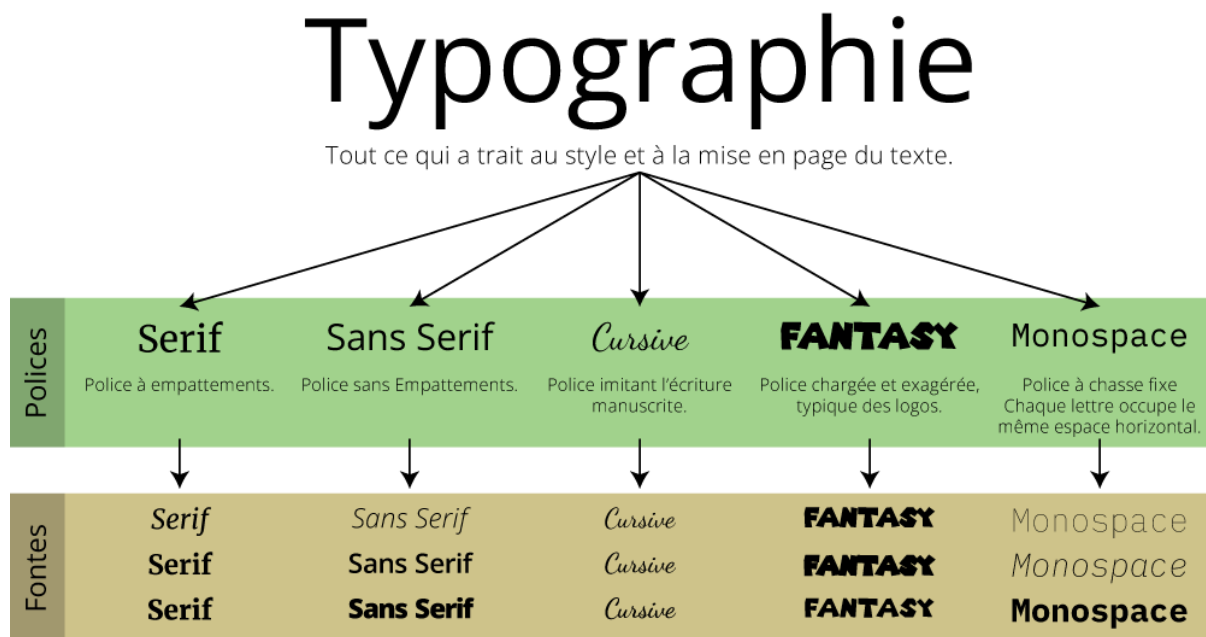 Typographie
Tout ce qui a trait au style et à la mise en page du texte.
Polices
Serif
Police à empattements.
Sans Serif
Police sans Empattements.
Cursive
Police imitant l'écriture
manuscrite.
FANTASY
Police chargée et exagérée,
typique des logos.
Monospace
Police à chasse fixe
Chaque lettre occupe le
même espace horizontal.
Fontes
Serif
Serif
Serif
Sans Serif
Sans Serif
Sans Serif
Cursive
Cursive
Cursive
FANTASY
FANTASY
FANTASY
Monospace
Monospace
Monospace